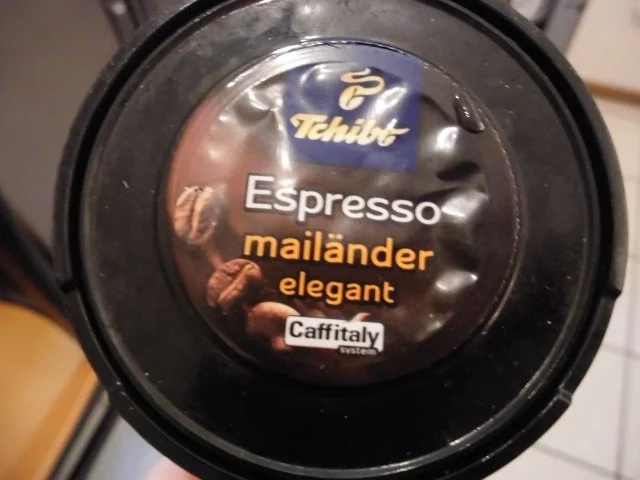 Tchibo
Espresso
mailänder
elegant
Caffitaly
system